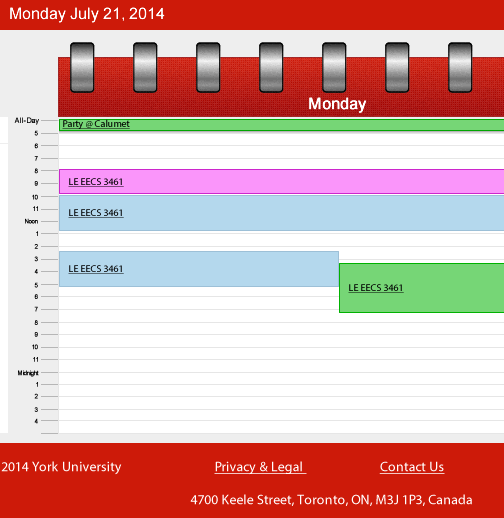 Monday July 21, 2014
Monday
All-Day
Party @ Calumet
5
6
7
8
9
LE EECS 3461
10
11
LE EECS 3461
Noon
1
2
3
LE EECS 3461
4
5
LE EECS 3461
6
7
8
9
10
11
Midnight
1
2
3
4
2014 York University
Privacy & Legal
Contact Us
4700 Keele Street, Toronto, ON, M3J 1P3, Canada